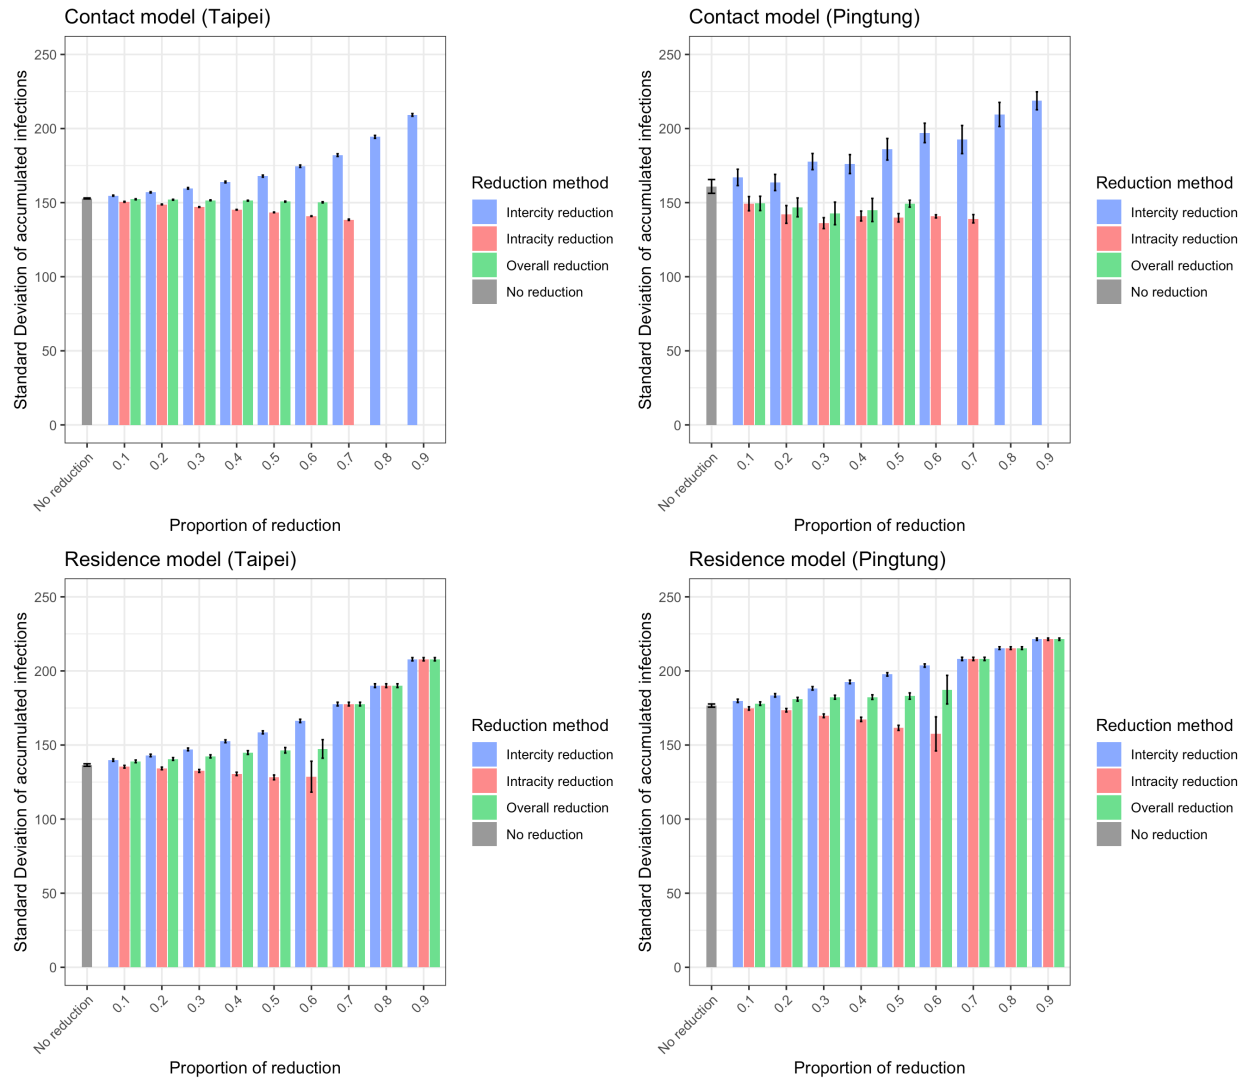 Contact model (Taipei)
Standard Deviation of accumulated infections
250
200
150
100
50
0
No reduction
0.1
0.2
0.3
0.4
0.5
0.6
0.7
0.8
0.9
Proportion of reduction
Reduction method
Intercity reduction
Intracity reduction
Overall reduction
No reduction
Contact model (Pingtung)
Standard Deviation of accumulated infections
250
200
150
100
50
0
No reduction
0.1
0.2
0.3
0.4
0.5
0.6
0.7
0.8
0.9
Proportion of reduction
Reduction method
Intercity reduction
Intracity reduction
Overall reduction
No reduction
Residence model (Taipei)
Standard Deviation of accumulated infections
250
200
150
100
50
0
No reduction
0.1
0.2
0.3
0.4
0.5
0.6
0.7
0.8
0.9
Proportion of reduction
Reduction method
Intercity reduction
Intracity reduction
Overall reduction
No reduction
Residence model (Pingtung)
Standard Deviation of accumulated infections
250
200
150
100
50
0
No reduction
0.1
0.2
0.3
0.4
0.5
0.6
0.7
0.8
0.9
Proportion of reduction
Reduction method
Intercity reduction
Intracity reduction
Overall reduction
No reduction